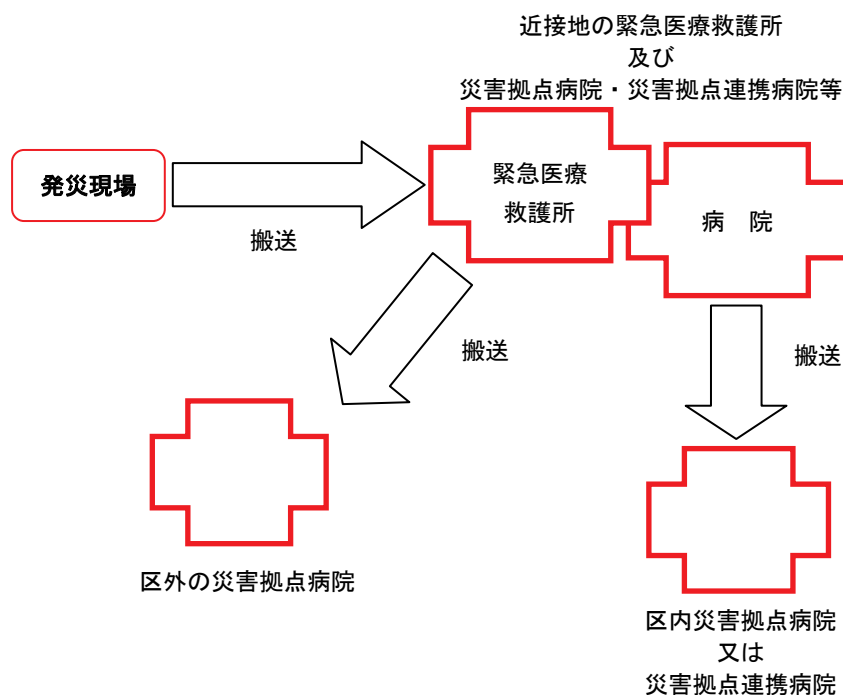 近接地の緊急医療救護所
及び
災害拠点病院・災害拠点連携病院等
発災現場
搬送
緊急医療
救護所
病　院
搬送
搬送
区外の災害拠点病院
区内災害拠点病院
又は
災害拠点連携病院